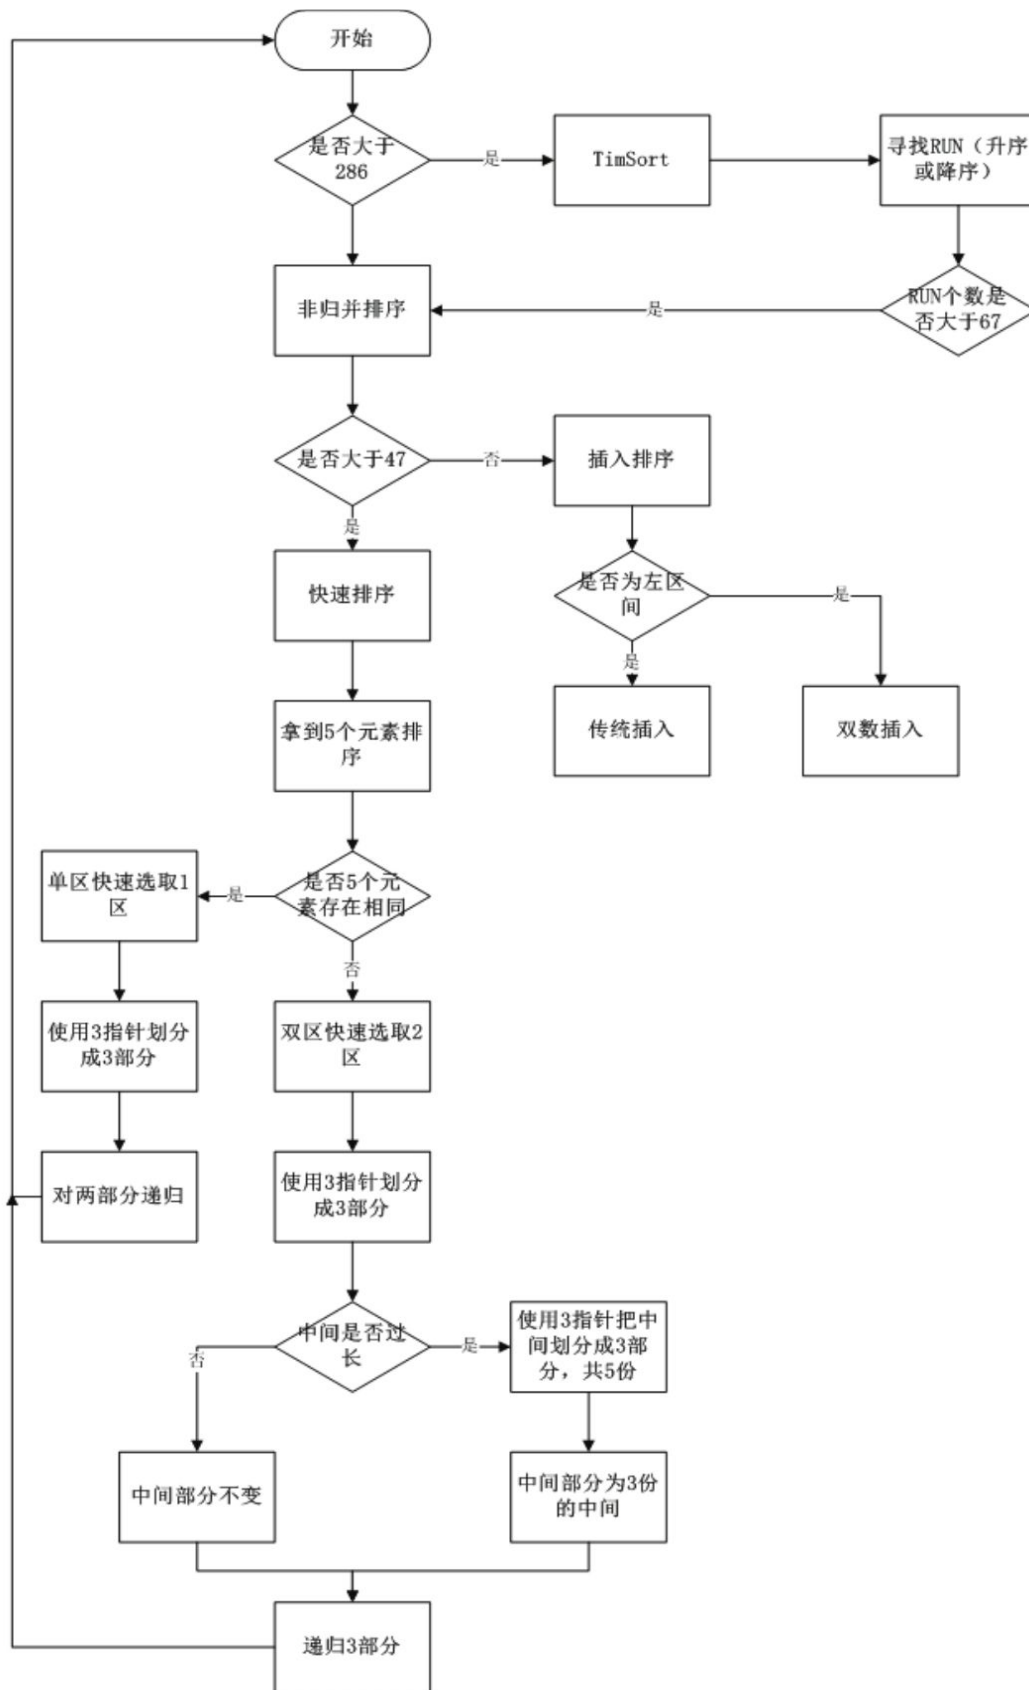 开始
是否大于
286
是
TimSort
寻找RUN（升序
或降序）
非归并排序
是
RUN个数是
否大于67
是否大于47
否
插入排序
是
快速排序
是否为左区
间
是
是
拿到5个元素排
序
传统插入
双数插入
单区快速选取1
区
是
是否5个元
素存在相同
否
使用3指针划分
成3部分
双区快速选取2
区
对两部分递归
使用3指针划分
成3部分
中间是否过
长
否
是
使用3指针把中
间划分成3部
分，共5份
中间部分不变
中间部分为3份
的中间
递归3部分